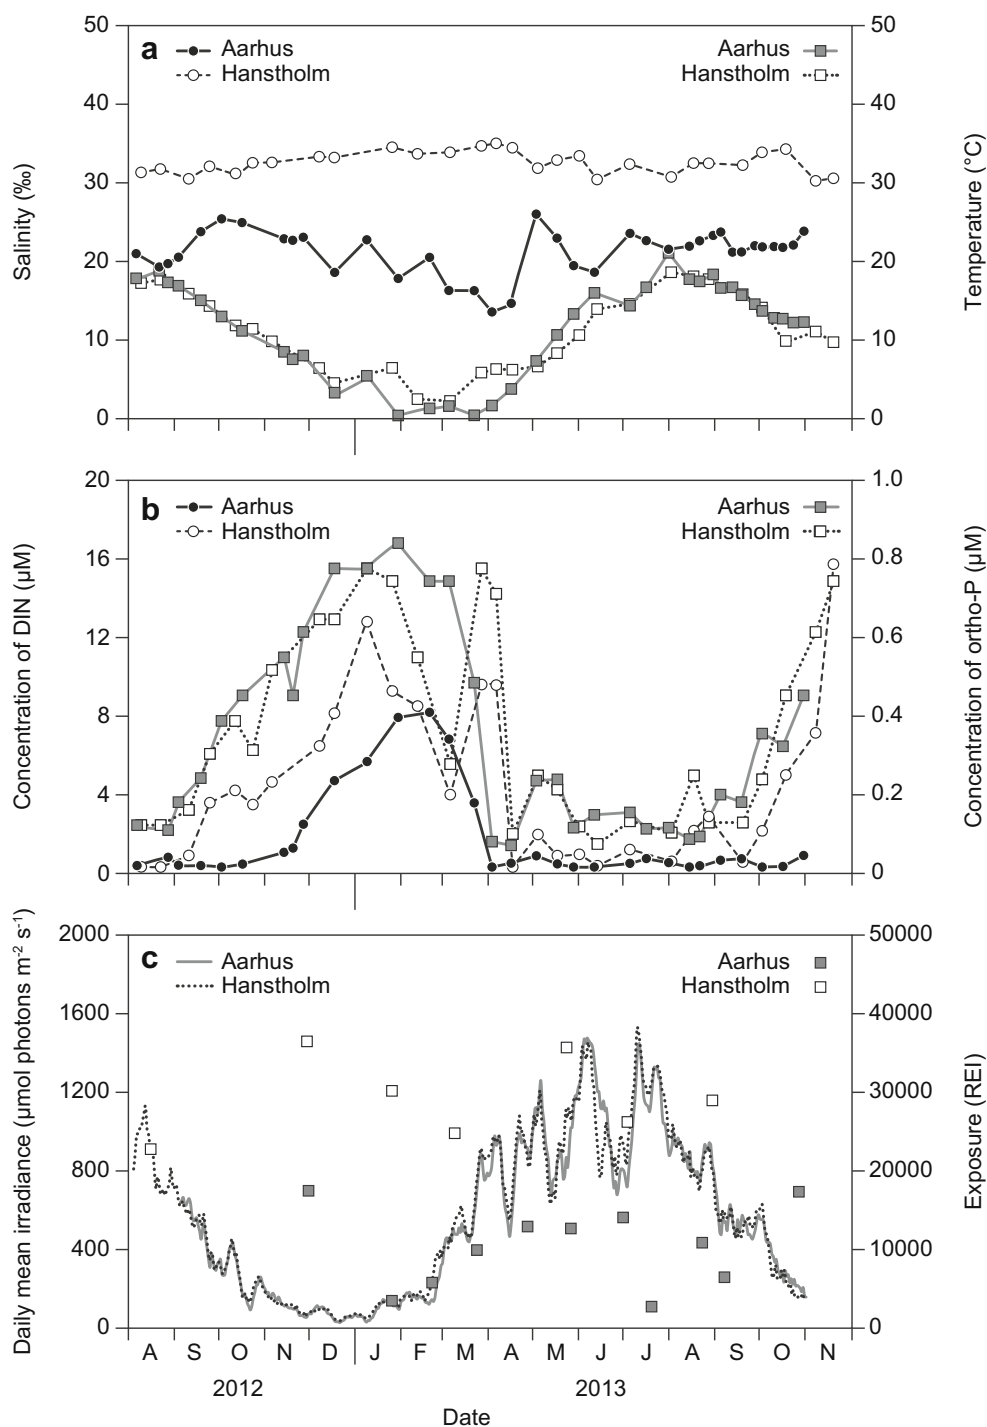 50
50
a
Aarhus
Aarhus
Hanstholm
Hanstholm
40
40
Salinity (‰)
Temperature (°C)
30
30
20
20
10
10
0
0
20
1.0
b
Aarhus
Aarhus
Hanstholm
Hanstholm
16
0.8
Concentration of DIN (µM)
Concentration of ortho-P (µM)
12
0.6
8
0.4
4
0.2
0
0
2000
50000
c
Aarhus
Aarhus
Hanstholm
Hanstholm
1600
40000
Daily mean irradiance (µmol photons m-2 s-1)
Exposure (REI)
1200
30000
800
20000
400
10000
0
0
A S O N D J F M A M J J A S O N
2012 2013
Date